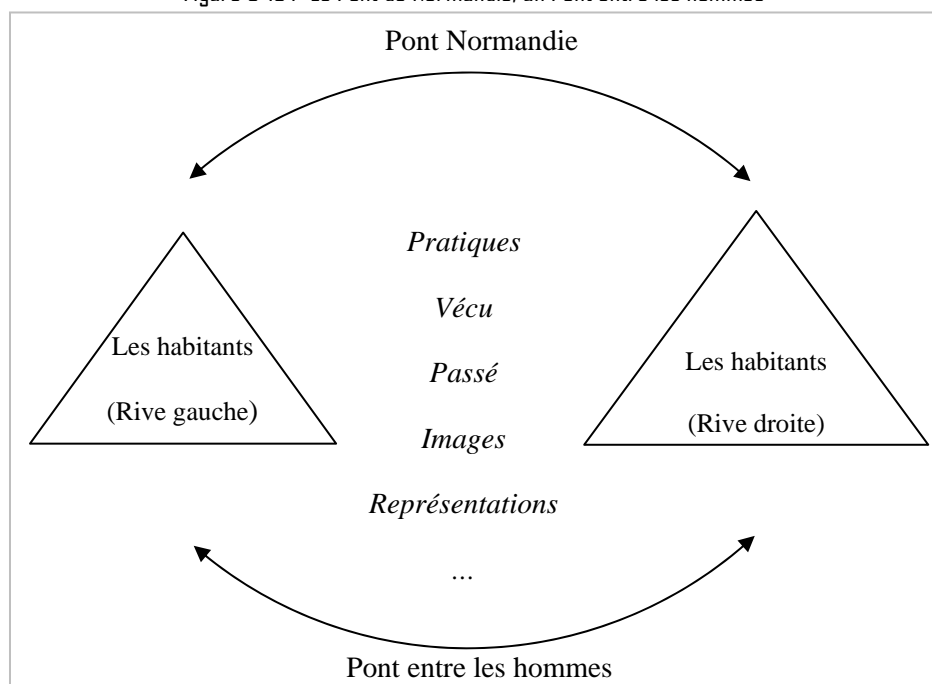 Pont Normandie
Pratiques
Vécu
Passé
Images
Représentations
...
Les habitants
(Rive gauche)
Les habitants
(Rive droite)
Pont entre les hommes